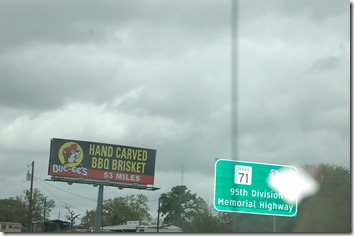 HAND CARVED
BBQ BRISKET
BUC-EE'S
53 MILES
TEXAS
71
95th Division
Memorial Highway